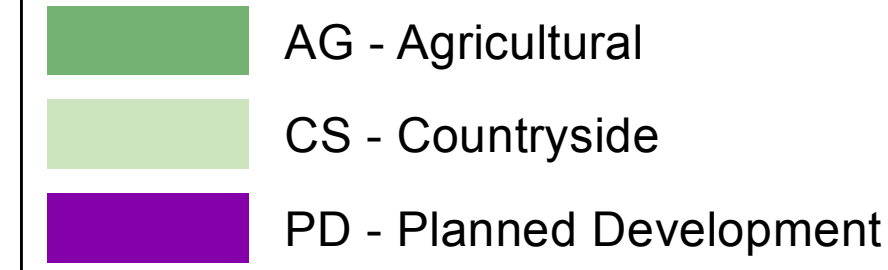 AG - Agricultural
CS - Countryside
PD - Planned Development